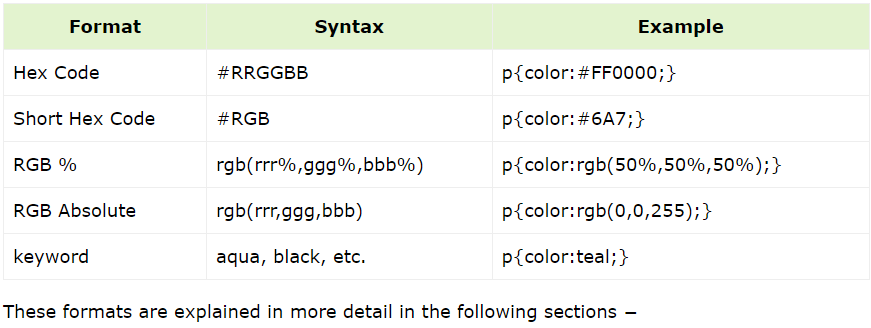 Format Syntax Example
Hex Code #RRGGBB p{color:#FF0000;}
Short Hex Code #RGB p{color:#6A7;}
RGB % rgb(rrr%,ggg%,bbb%) p{color:rgb(50%,50%,50%);}
RGB Absolute rgb(rrr,ggg,bbb) p{color:rgb(0,0,255);}
keyword aqua, black, etc. p{color:teal;}
These formats are explained in more detail in the following sections −